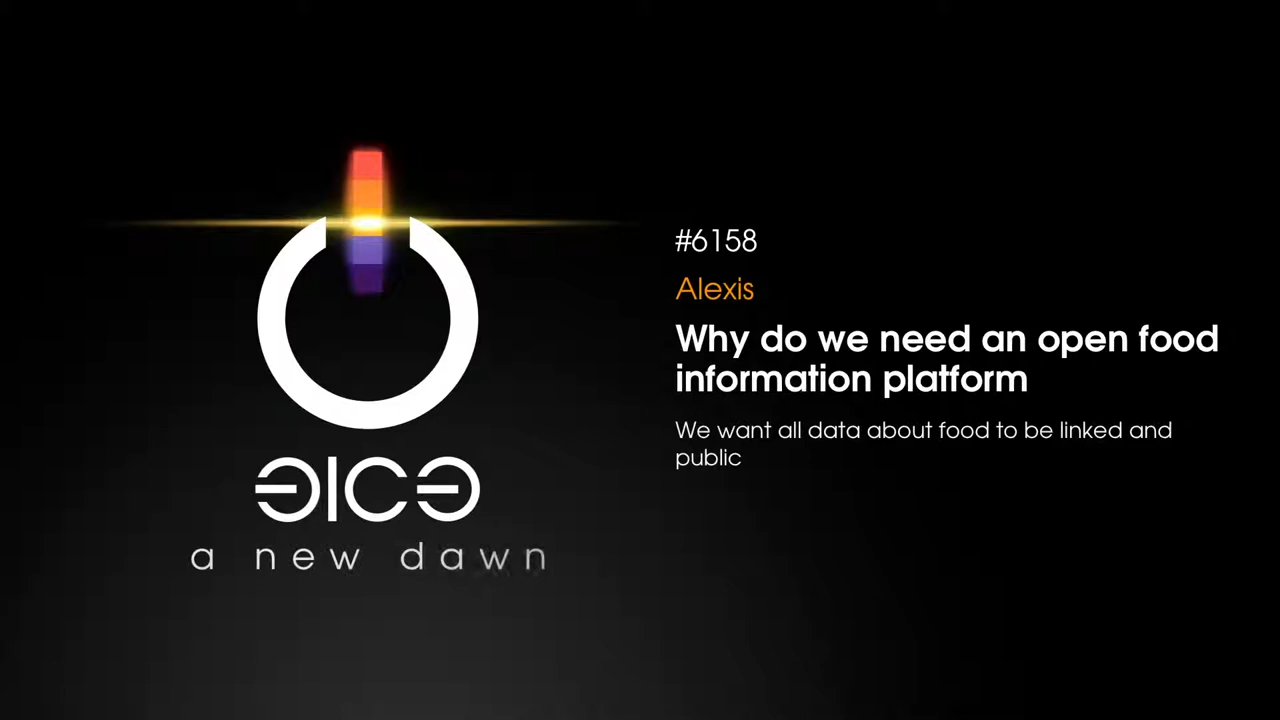 31C3
a new dawn
#6158
Alexis
Why do we need an open food
information platform
We want all data about food to be linked and
public